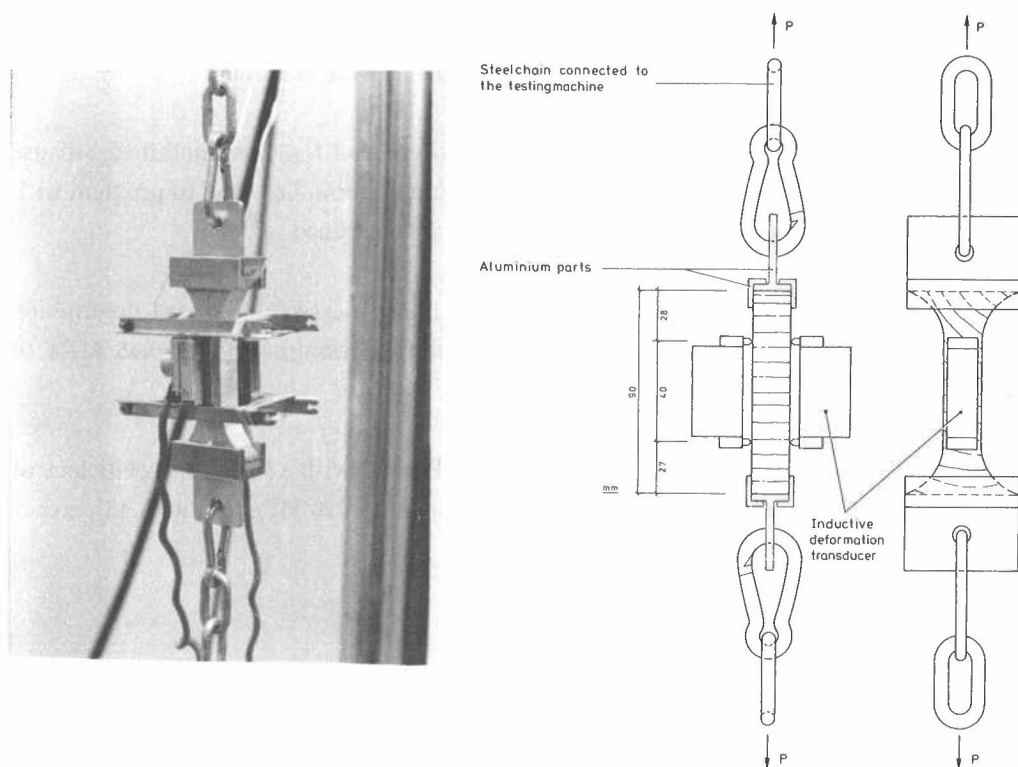 P
P
Steelchain connected to
the testingmachine
Aluminium parts
28
90
40
27
mm
Inductive
deformation
transducer
P
P